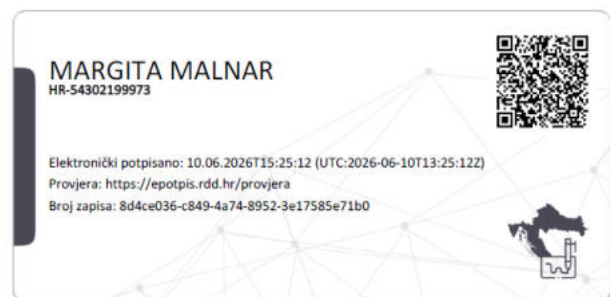 MARGITA MALNAR
HR-54302199973
Elektronički potpisano: 10.06.2026T15:25:12 (UTC:2026-06-10T13:25:12Z)
Provjera: https://epotpis.rdd.hr/provjera
Broj zapisa: 8d4ce036-c849-4a74-8952-3e17585e71b0